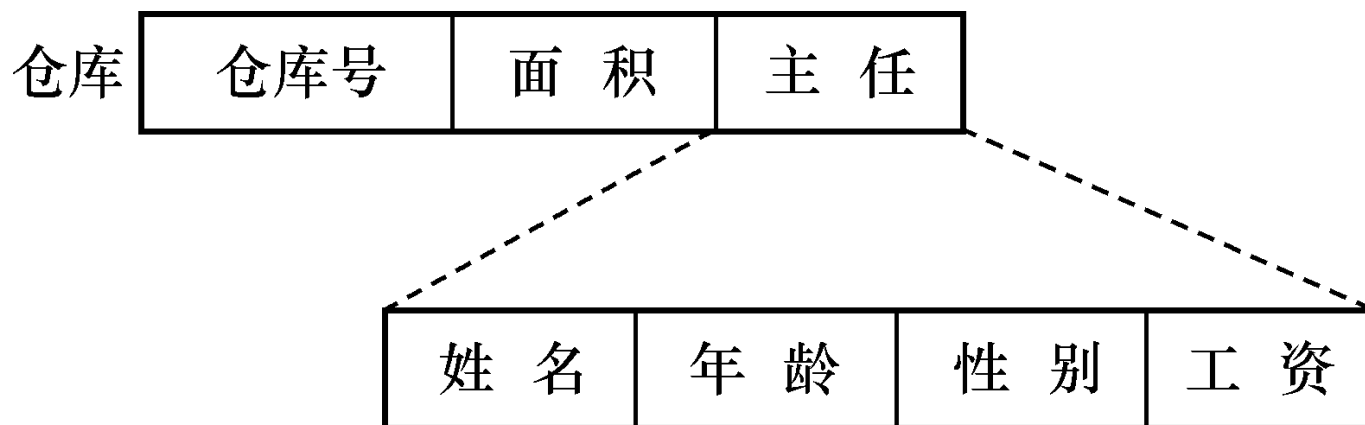 仓库 仓库号 面 积 主 任
姓 名 年 龄 性 别 工 资